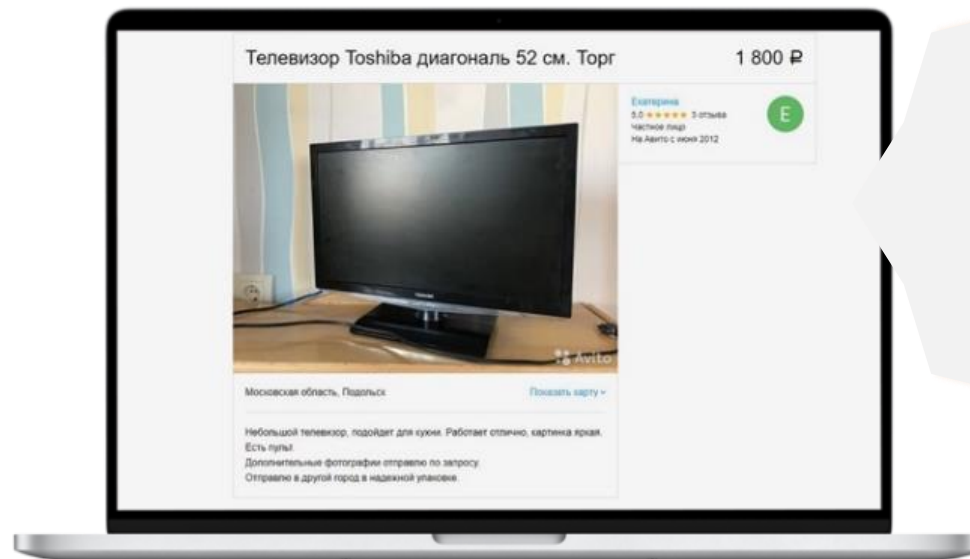 Телевизор Toshiba диагональ 52 см. Торг
1 800 ₽
Екатерина
5,0 ★★★★★ 3 отзыва
Частное лицо
На Авито с июня 2012
E
TOSHIBA
Avito
Московская область, Подольск
Показать карту
Небольшой телевизор, подойдет для кухни. Работает отлично, картинка яркая.
Есть пульт.
Дополнительные фотографии отправлю по запросу.
Отправлю в другой город в надежной упаковке.